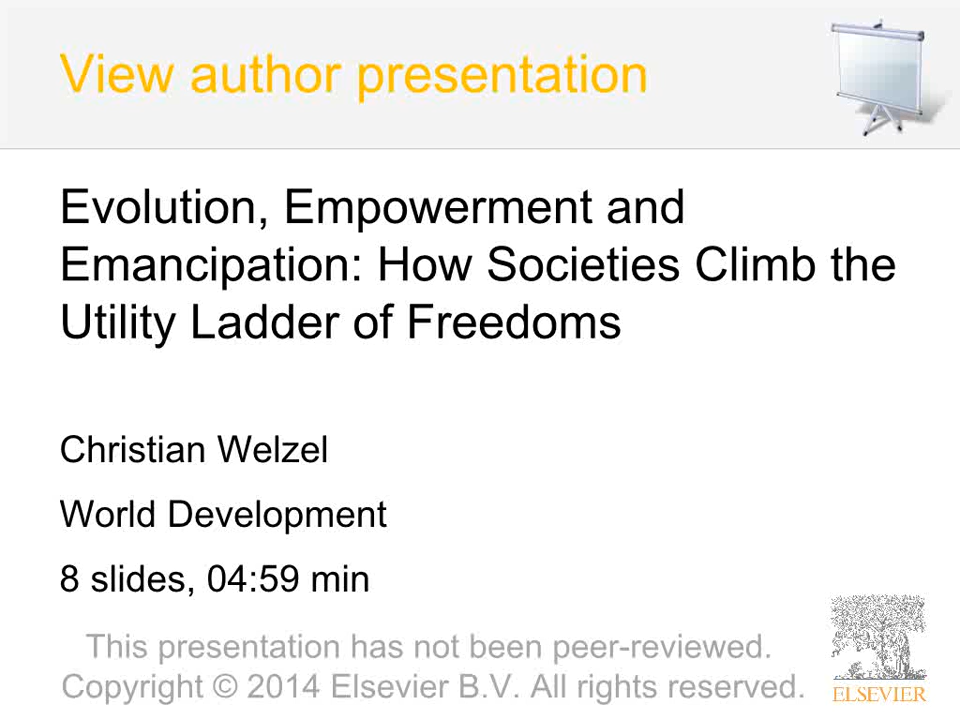 View author presentation
Evolution, Empowerment and
Emancipation: How Societies Climb the
Utility Ladder of Freedoms
Christian Welzel
World Development
8 slides, 04:59 min
This presentation has not been peer-reviewed.
Copyright © 2014 Elsevier B.V. All rights reserved.
ELSEVIER